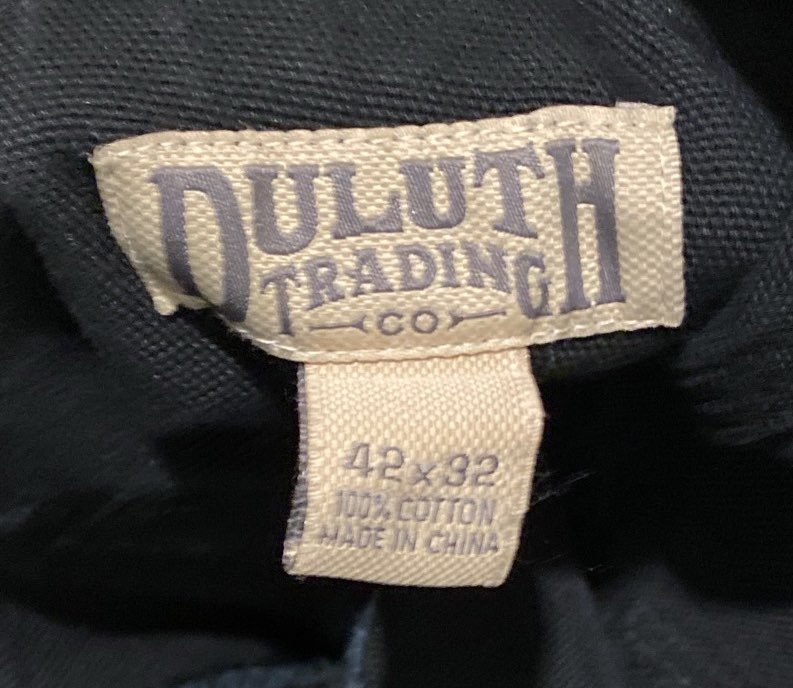 DULUTH
TRADING
CO
42x32
100% COTTON
MADE IN CHINA